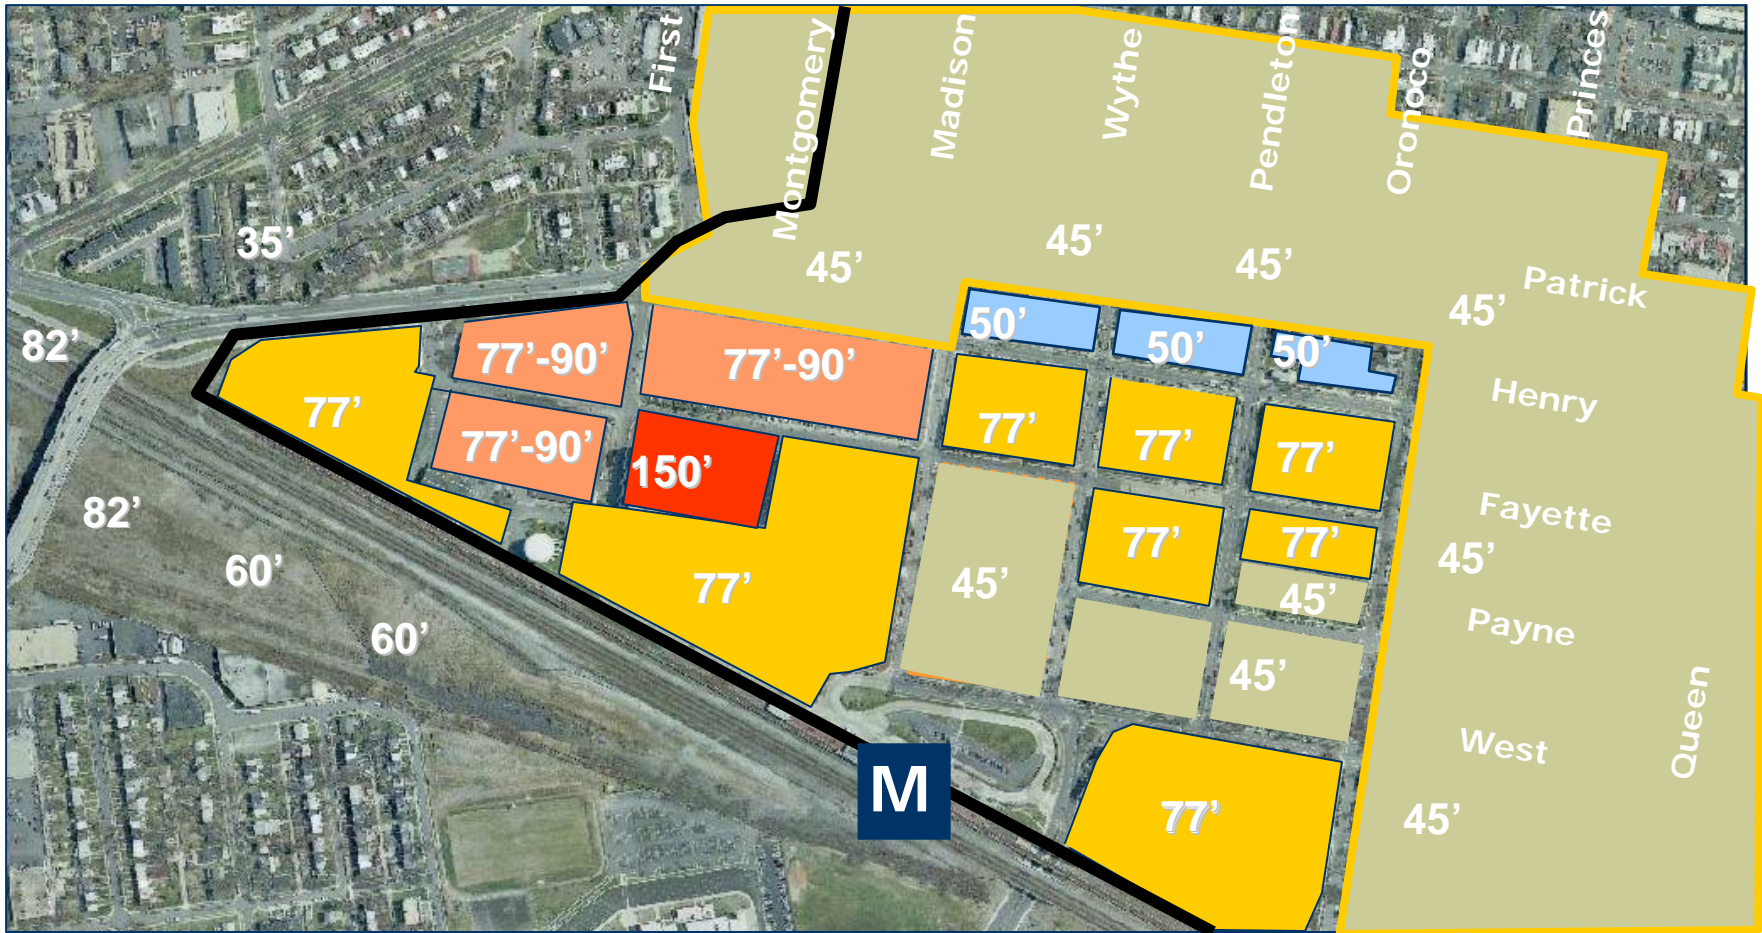 First
Montgomery
Madison
Wythe
Pendleton
Oronoco
Princes
35’
45’
45’
45’
45’
Patrick
82’
77’-90’
77’-90’
50’
50’
50’
Henry
77’
77’-90’
150’
77’
77’
77’
Fayette
82’
77’
77’
45’
60’
77’
45’
45’
Payne
60’
45’
Queen
West
M
77’
45’